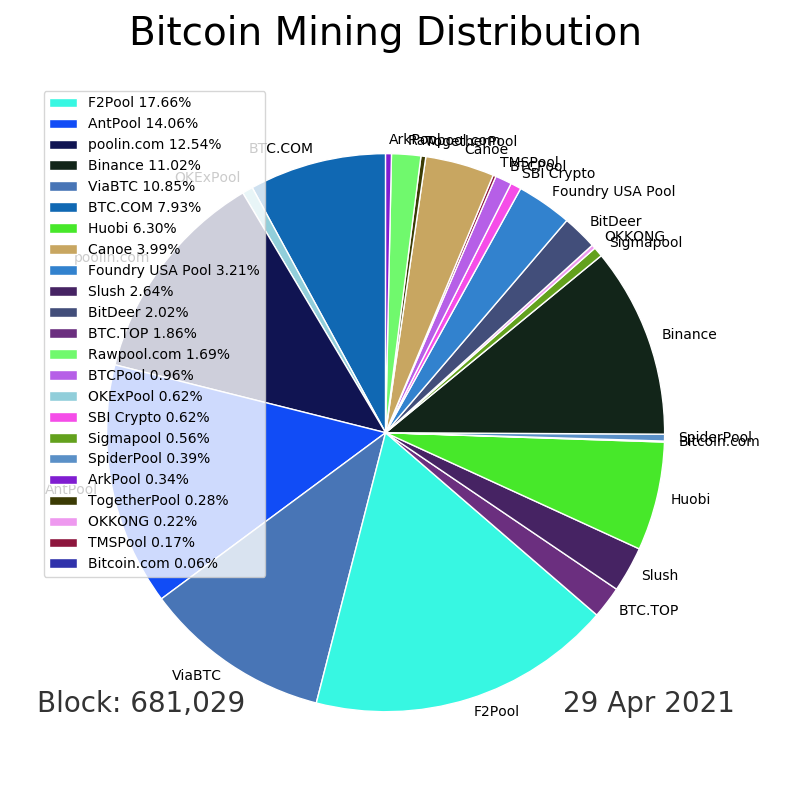 Bitcoin Mining Distribution
F2Pool 17.66%
AntPool 14.06%
poolin.com 12.54%
Binance 11.02%
ViaBTC 10.85%
BTC.COM 7.93%
Huobi 6.30%
Canoe 3.99%
Foundry USA Pool 3.21%
Slush 2.64%
BitDeer 2.02%
BTC.TOP 1.86%
Rawpool.com 1.69%
BTCPool 0.96%
OKExPool 0.62%
SBI Crypto 0.62%
Sigmapool 0.56%
SpiderPool 0.39%
ArkPool 0.34%
TogetherPool 0.28%
OKKONG 0.22%
TMSPool 0.17%
Bitcoin.com 0.06%
ArkPool
Rawpool.com
TogetherPool
Canoe
TMSPool
BTCPool
SBI Crypto
Foundry USA Pool
BitDeer
OKKONG
Sigmapool
Binance
SpiderPool
Bitcoin.com
Huobi
Slush
BTC.TOP
F2Pool
ViaBTC
AntPool
poolin.com
OKExPool
BTC.COM
Block: 681,029
29 Apr 2021